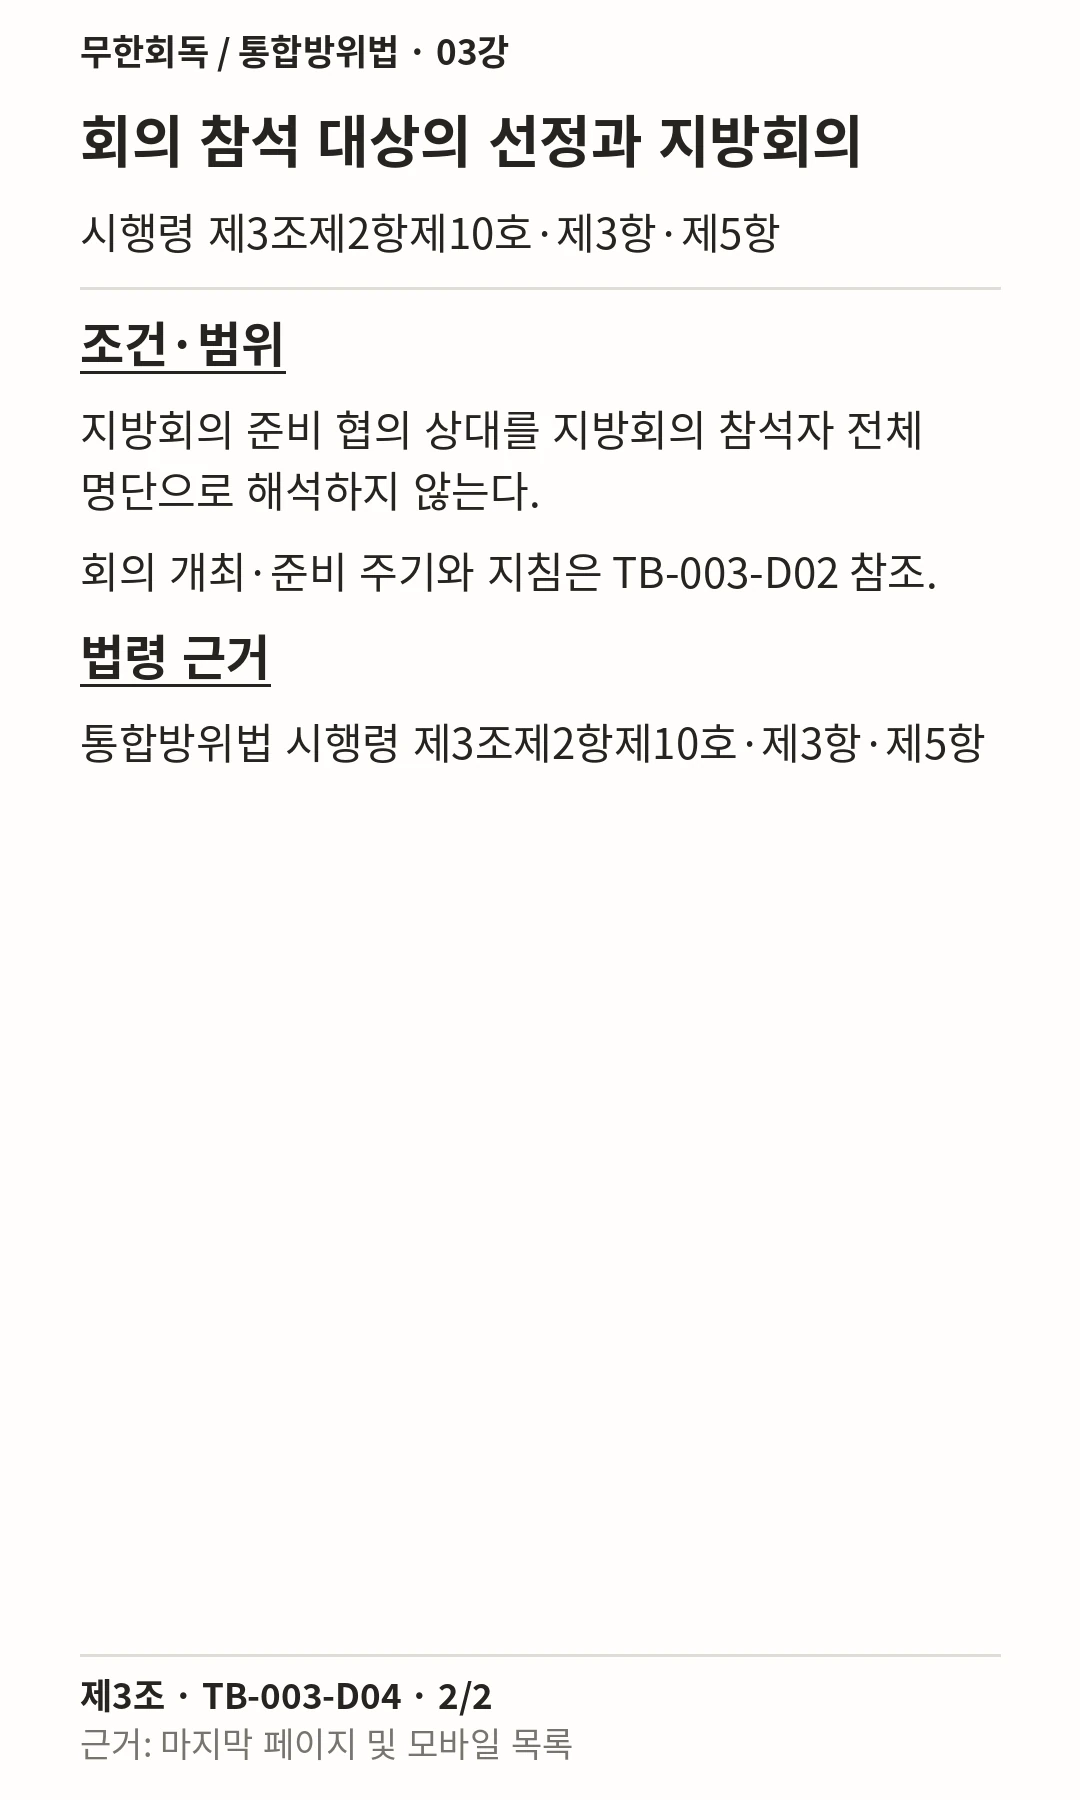 무한회독 / 통합방위법 · 03강
회의 참석 대상의 선정과 지방회의
시행령 제3조제2항제10호·제3항·제5항
조건·범위
지방회의 준비 협의 상대를 지방회의 참석자 전체
명단으로 해석하지 않는다.
회의 개최·준비 주기와 지침은 TB-003-D02 참조.
법령 근거
통합방위법 시행령 제3조제2항제10호·제3항·제5항
제3조 · TB-003-D04 · 2/2
근거: 마지막 페이지 및 모바일 목록